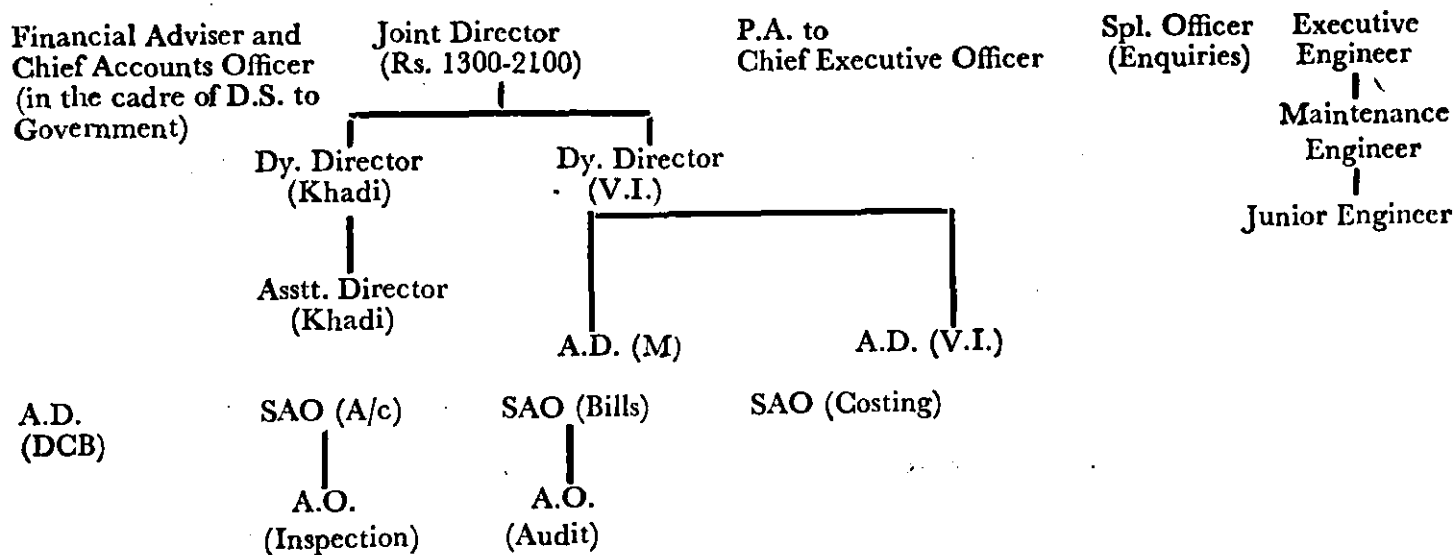 Financial Adviser and
Chief Accounts Officer
(in the cadre of D.S. to
Government)
Joint Director
(Rs. 1300-2100)
P.A. to
Chief Executive Officer
Spl. Officer
(Enquiries)
Executive
Engineer
Maintenance
Engineer
Junior Engineer
Dy. Director
(Khadi)
Dy. Director
(V.I.)
Asstt. Director
(Khadi)
A.D. (M)
A.D. (V.I.)
A.D.
(DCB)
SAO (A/c)
SAO (Bills)
SAO (Costing)
A.O.
(Inspection)
A.O.
(Audit)